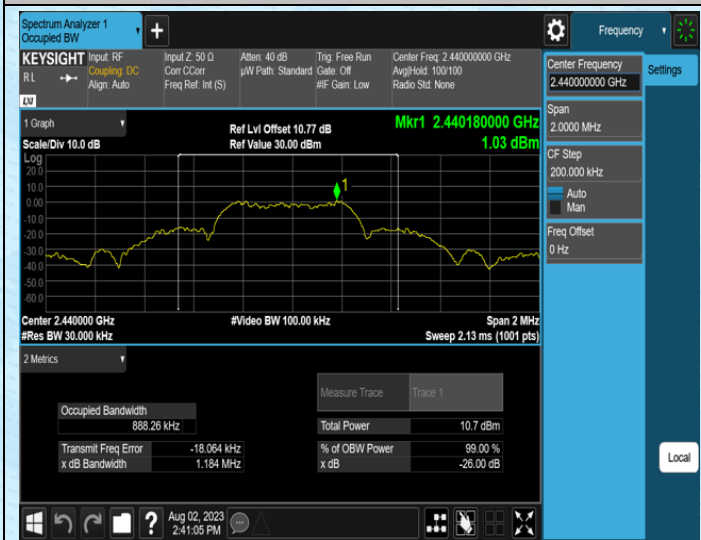 Spectrum Analyzer 1
Occupied BW
+
Frequency
KEYSIGHT
R L
LXI
Input: RF
Coupling: DC
Align: Auto
Input Z: 50 Ω
Corr CCorr
Freq Ref: Int (S)
Atten: 40 dB
µW Path: Standard
Trig: Free Run
Gate: Off
#IF Gain: Low
Center Freq: 2.440000000 GHz
Avg|Hold: 100/100
Radio Std: None
Center Frequency
2.440000000 GHz
Settings
Span
2.0000 MHz
CF Step
200.000 kHz
Auto
Man
Freq Offset
0 Hz
1 Graph
Scale/Div 10.0 dB
Ref Lvl Offset 10.77 dB
Ref Value 30.00 dBm
Mkr1 2.440180000 GHz
1.03 dBm
Log
20.0
10.0
0.00
-10.0
-20.0
-30.0
-40.0
-50.0
-60.0
1
Center 2.440000 GHz
#Res BW 30.000 kHz
#Video BW 100.00 kHz
Span 2 MHz
Sweep 2.13 ms (1001 pts)
2 Metrics
Measure Trace
Trace 1
Occupied Bandwidth
888.26 kHz
Total Power
10.7 dBm
Transmit Freq Error
-18.064 kHz
% of OBW Power
99.00 %
x dB Bandwidth
1.184 MHz
x dB
-26.00 dB
Local
?
Aug 02, 2023
2:41:05 PM